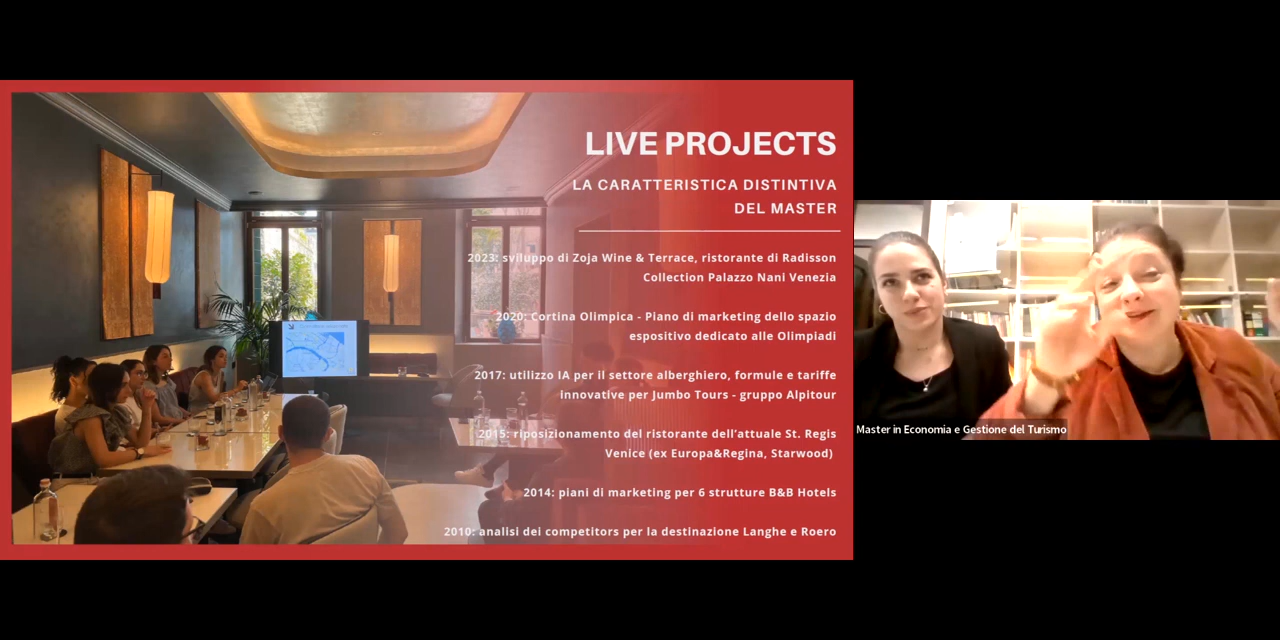 LIVE PROJECTS
LA CARATTERISTICA DISTINTIVA
DEL MASTER
2023: sviluppo di Zoja Wine & Terrace, ristorante di Radisson
Collection Palazzo Nani Venezia
2020: Cortina Olimpica - Piano di marketing dello spazio
espositivo dedicato alle Olimpiadi
2017: utilizzo IA per il settore alberghiero, formule e tariffe
innovative per Jumbo Tours - gruppo Alpitour
2015: riposizionamento del ristorante dell'attuale St. Regis
Venice (ex Europa&Regina, Starwood)
2014: piani di marketing per 6 strutture B&B Hotels
2010: analisi dei competitors per la destinazione Langhe e Roero
Master in Economia e Gestione del Turismo